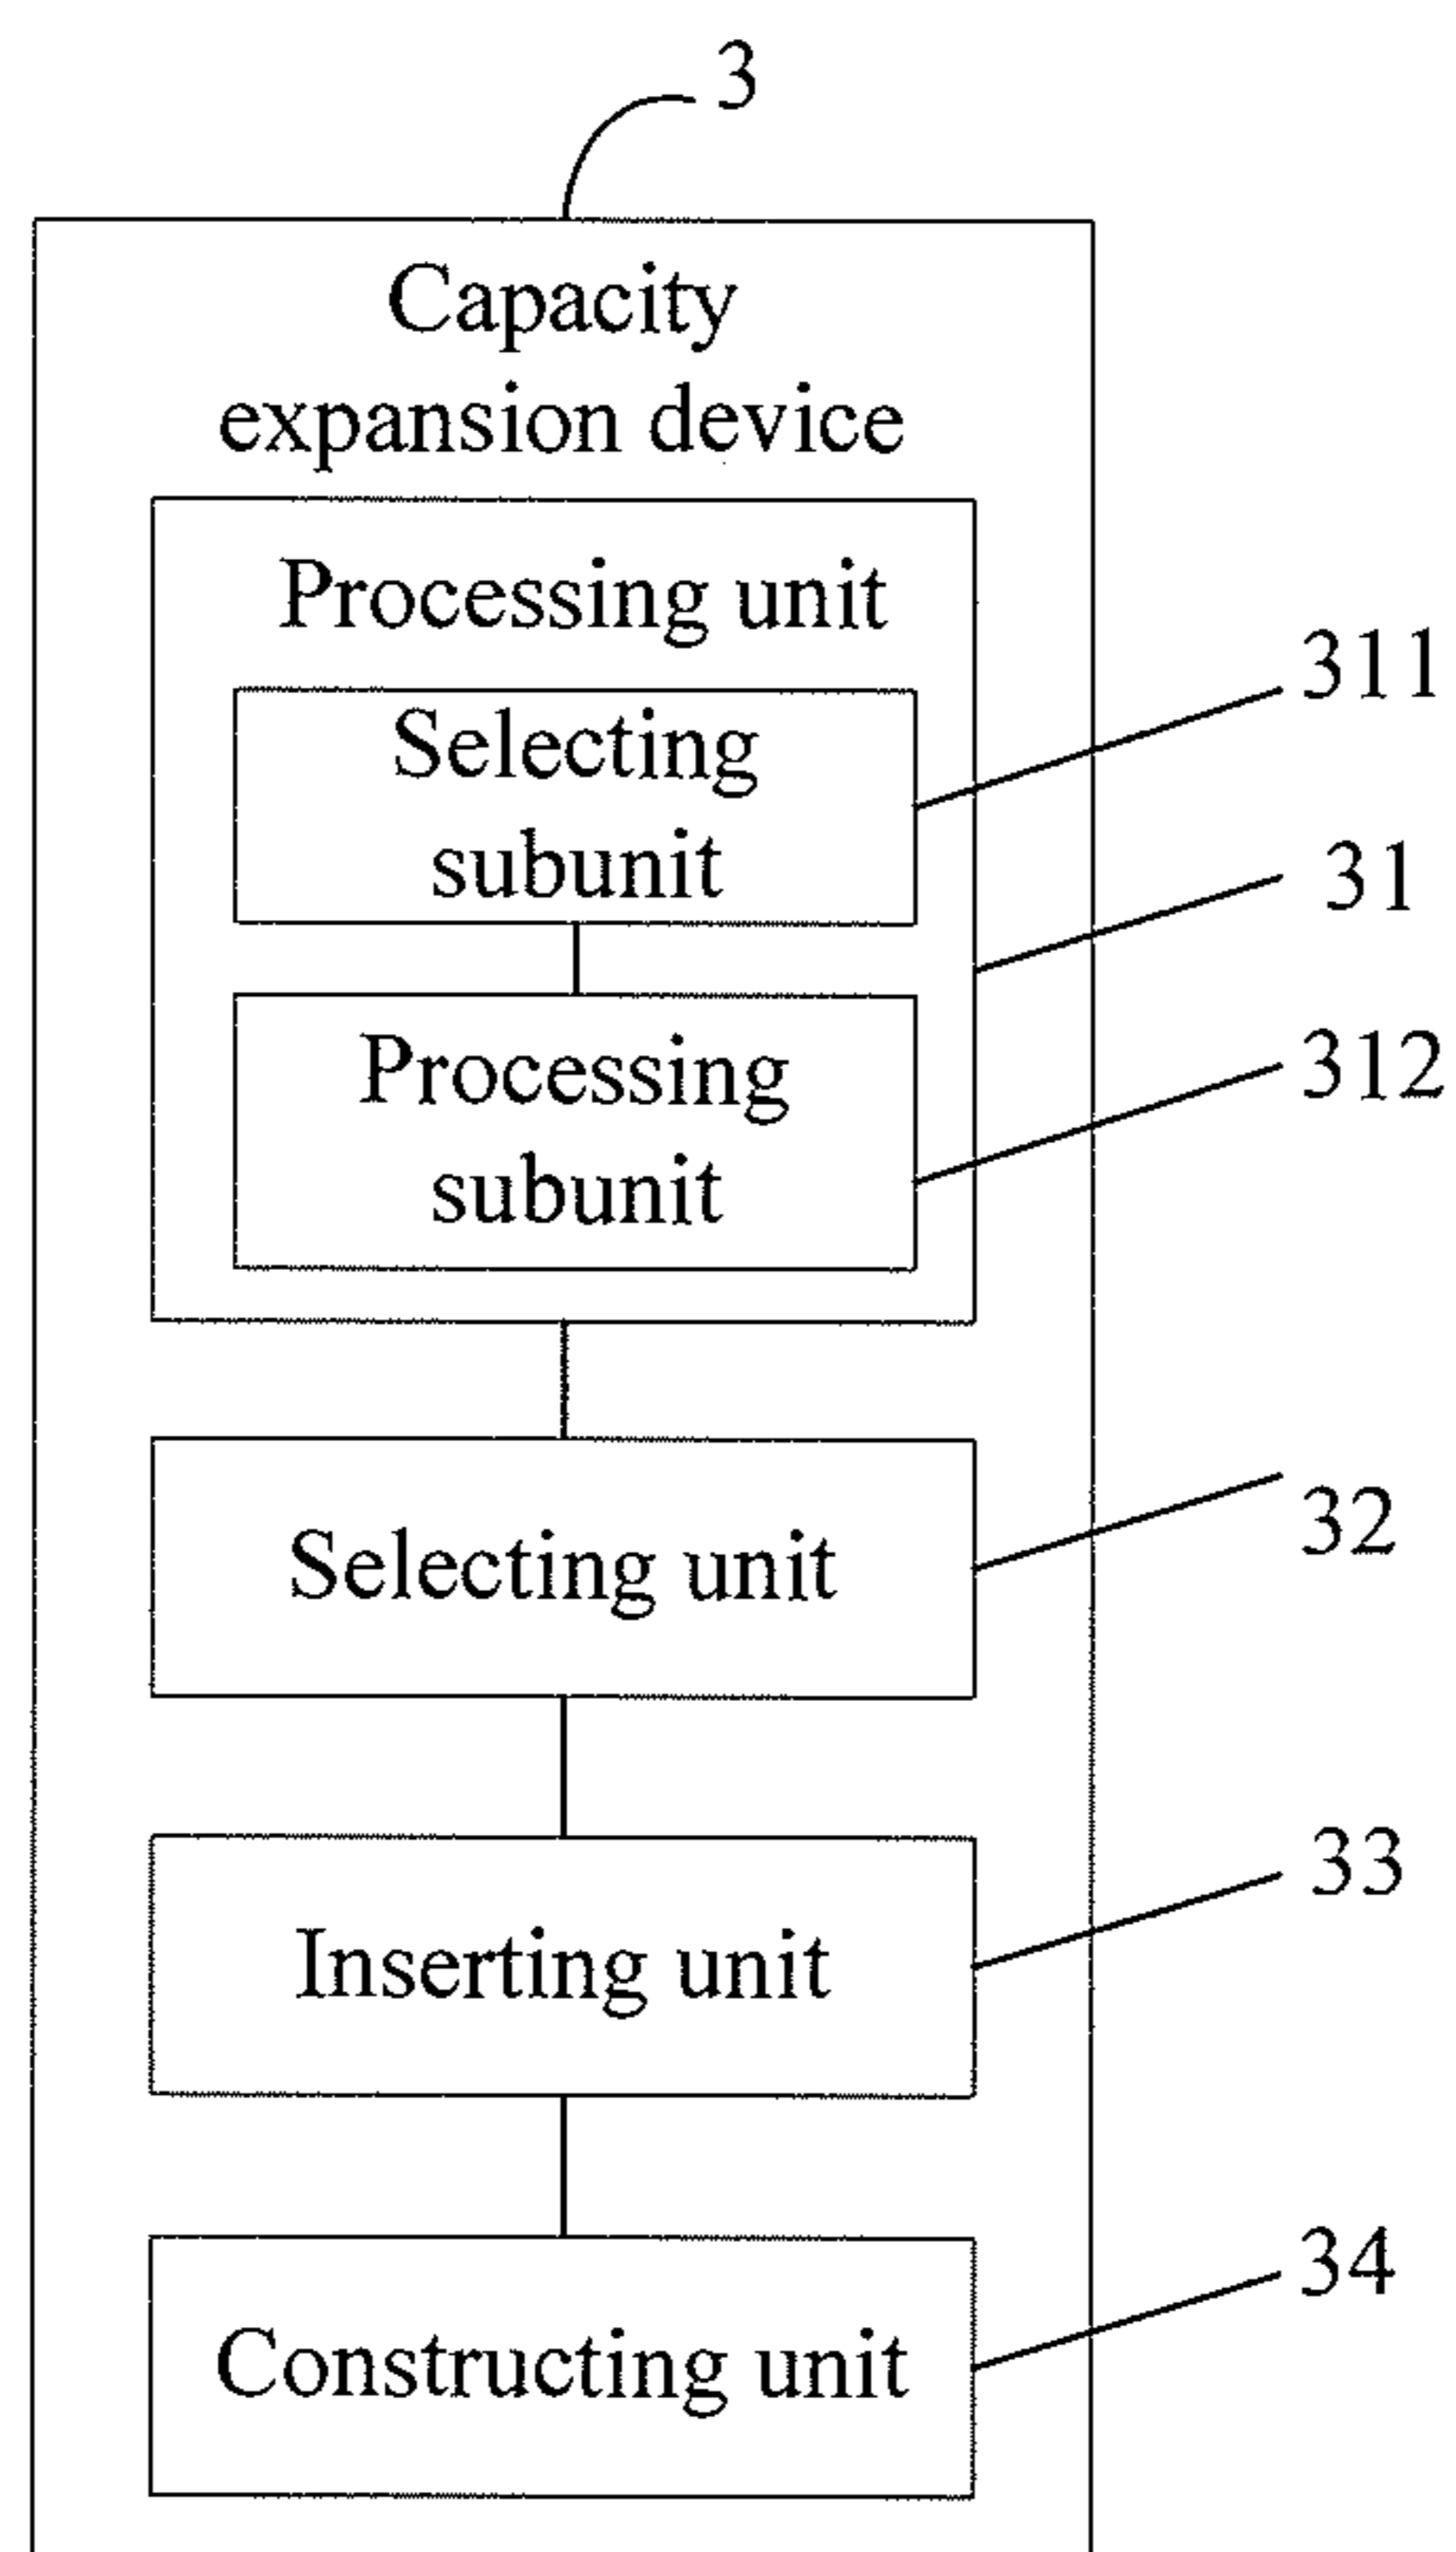 3
Capacity
expansion device
Processing unit
311
Selecting
subunit
31
312
Processing
subunit
32
Selecting unit
33
Inserting unit
34
Constructing unit